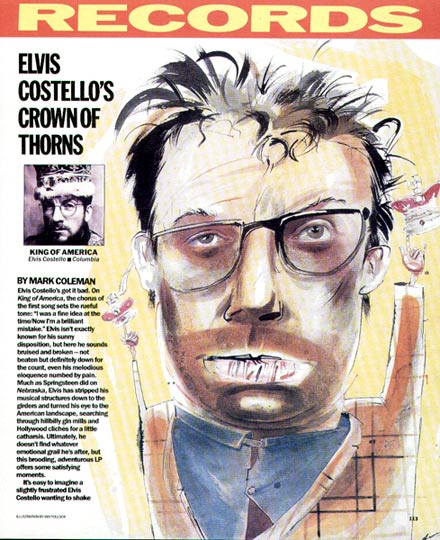 RECORDS
ELVIS
COSTELLO'S
CROWN OF
THORNS
KING OF AMERICA
Elvis Costello ■ Columbia
BY MARK COLEMAN
Elvis Costello's got it bad. On
King of America, the chorus of
the first song sets the rueful
tone: "I was a fine idea at the
time/Now I'm a brilliant
mistake." Elvis isn't exactly
known for his sunny
disposition, but here he sounds
bruised and broken — not
beaten but definitely down for
the count, even his melodious
eloquence numbed by pain.
Much as Springsteen did on
Nebraska, Elvis has stripped his
musical structures down to the
girders and turned his eye to the
American landscape, searching
through hillbilly gin mills and
Hollywood cliches for a little
catharsis. Ultimately, he
doesn't find whatever
emotional grail he's after, but
this brooding, adventurous LP
offers some satisfying
moments.
It's easy to imagine a
slightly frustrated Elvis
Costello wanting to shake
ILLUSTRATION BY IAN POLLOCK
113